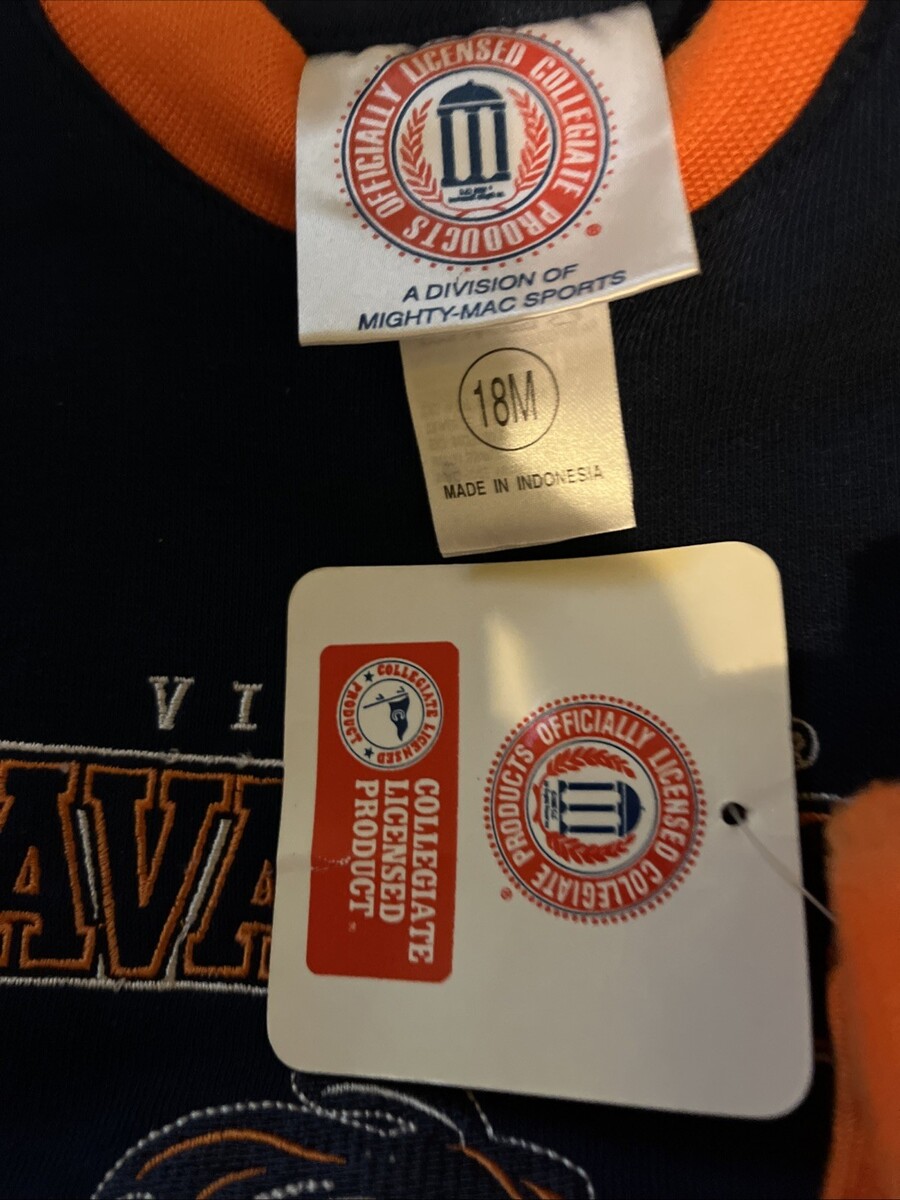 OFFICIALLY LICENSED COLLEGIATE PRODUCTS
®
A DIVISION OF
MIGHTY-MAC SPORTS
18M
MADE IN INDONESIA
VI
AVA
COLLEGIATE LICENSED PRODUCT
C
COLLEGIATE
LICENSED
PRODUCT™
OFFICIALLY LICENSED COLLEGIATE PRODUCTS
®